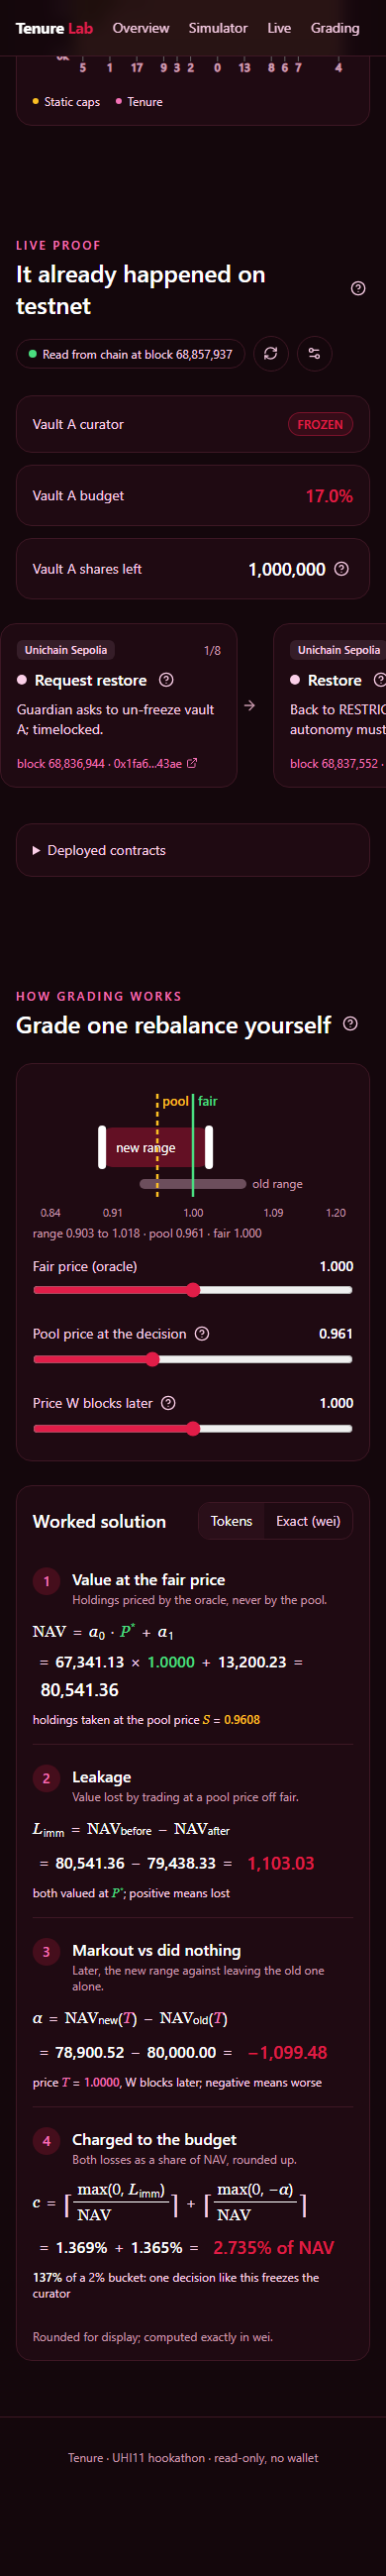 Tenure Lab Overview Simulator Live Grading
5 1 17 9 3 2 0 13 8 6 7 4
Static caps Tenure
LIVE PROOF
It already happened on
testnet
Read from chain at block 68,857,937
Vault A curator FROZEN
Vault A budget 17.0%
Vault A shares left 1,000,000
Unichain Sepolia 1/8
Request restore
Guardian asks to un-freeze vault
A; timelocked.
block 68,836,944 · 0x1fa6…43ae
→
Unichain Sepolia
Restore
Back to RESTRIC
autonomy must
block 68,837,552 ·
Deployed contracts
HOW GRADING WORKS
Grade one rebalance yourself
pool fair
new range
old range
0.84 0.91 1.00 1.09 1.20
range 0.903 to 1.018 · pool 0.961 · fair 1.000
Fair price (oracle) 1.000
Pool price at the decision 0.961
Price W blocks later 1.000
Worked solution Tokens Exact (wei)
1 Value at the fair price
Holdings priced by the oracle, never by the pool.
NAV = a₀ · P* + a₁
= 67,341.13 × 1.0000 + 13,200.23 =
80,541.36
holdings taken at the pool price S = 0.9608
2 Leakage
Value lost by trading at a pool price off fair.
L_imm = NAV_before − NAV_after
= 80,541.36 − 79,438.33 = 1,103.03
both valued at P*; positive means lost
3 Markout vs did nothing
Later, the new range against leaving the old one
alone.
α = NAV_new(T) − NAV_old(T)
= 78,900.52 − 80,000.00 = −1,099.48
price T = 1.0000, W blocks later; negative means worse
4 Charged to the budget
Both losses as a share of NAV, rounded up.
c = ⌈max(0, L_imm) / NAV⌉ + ⌈max(0, −α) / NAV⌉
= 1.369% + 1.365% = 2.735% of NAV
137% of a 2% bucket: one decision like this freezes the
curator
Rounded for display; computed exactly in wei.
Tenure · UHI11 hookathon · read-only, no wallet